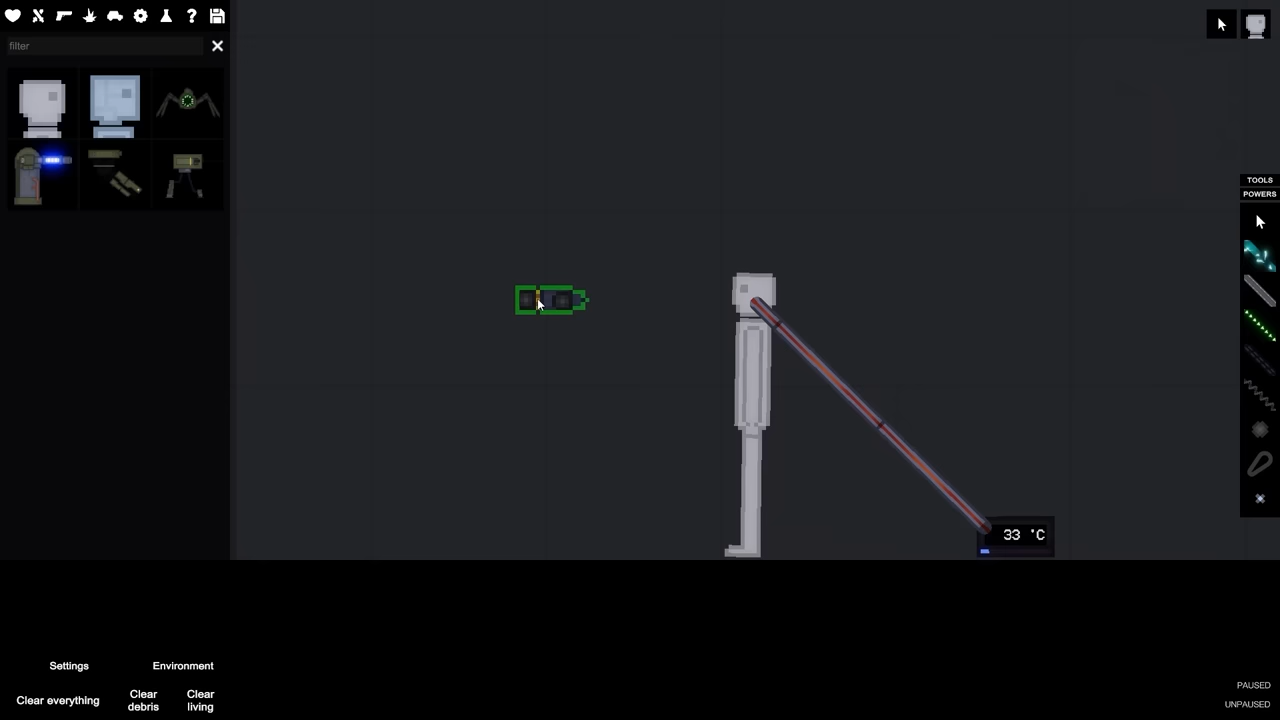 filter
TOOLS
POWERS
33 °C
Settings
Environment
Clear everything
Clear debris
Clear living
PAUSED
UNPAUSED